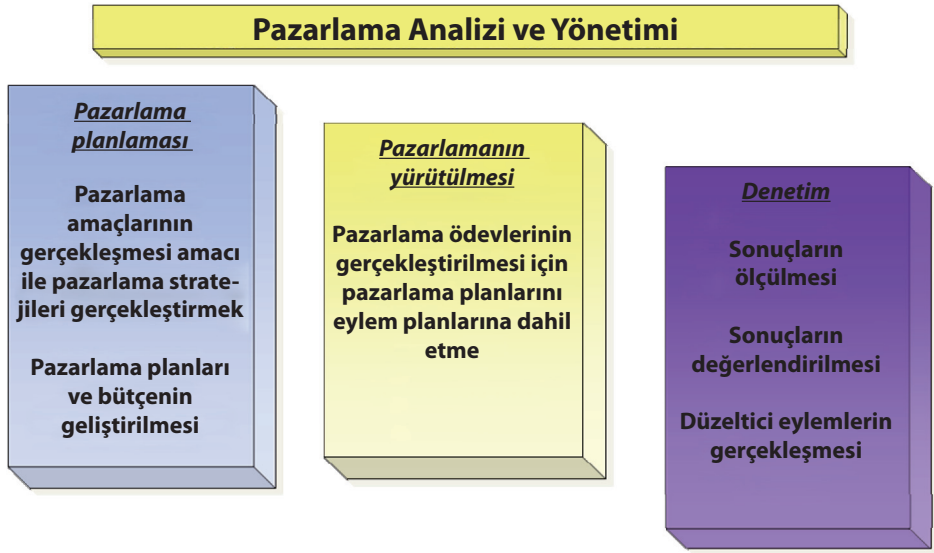 Pazarlama Analizi ve Yönetimi
Pazarlama
planlaması
Pazarlama
amaçlarının
gerçekleşmesi amacı
ile pazarlama strate-
jileri gerçekleştirmek
Pazarlama planları
ve bütçenin
geliştirilmesi
Pazarlamanın
yürütülmesi
Pazarlama ödevlerinin
gerçekleştirilmesi için
pazarlama planlarını
eylem planlarına dahil
etme
Denetim
Sonuçların
ölçülmesi
Sonuçların
değerlendirilmesi
Düzeltici eylemlerin
gerçekleşmesi